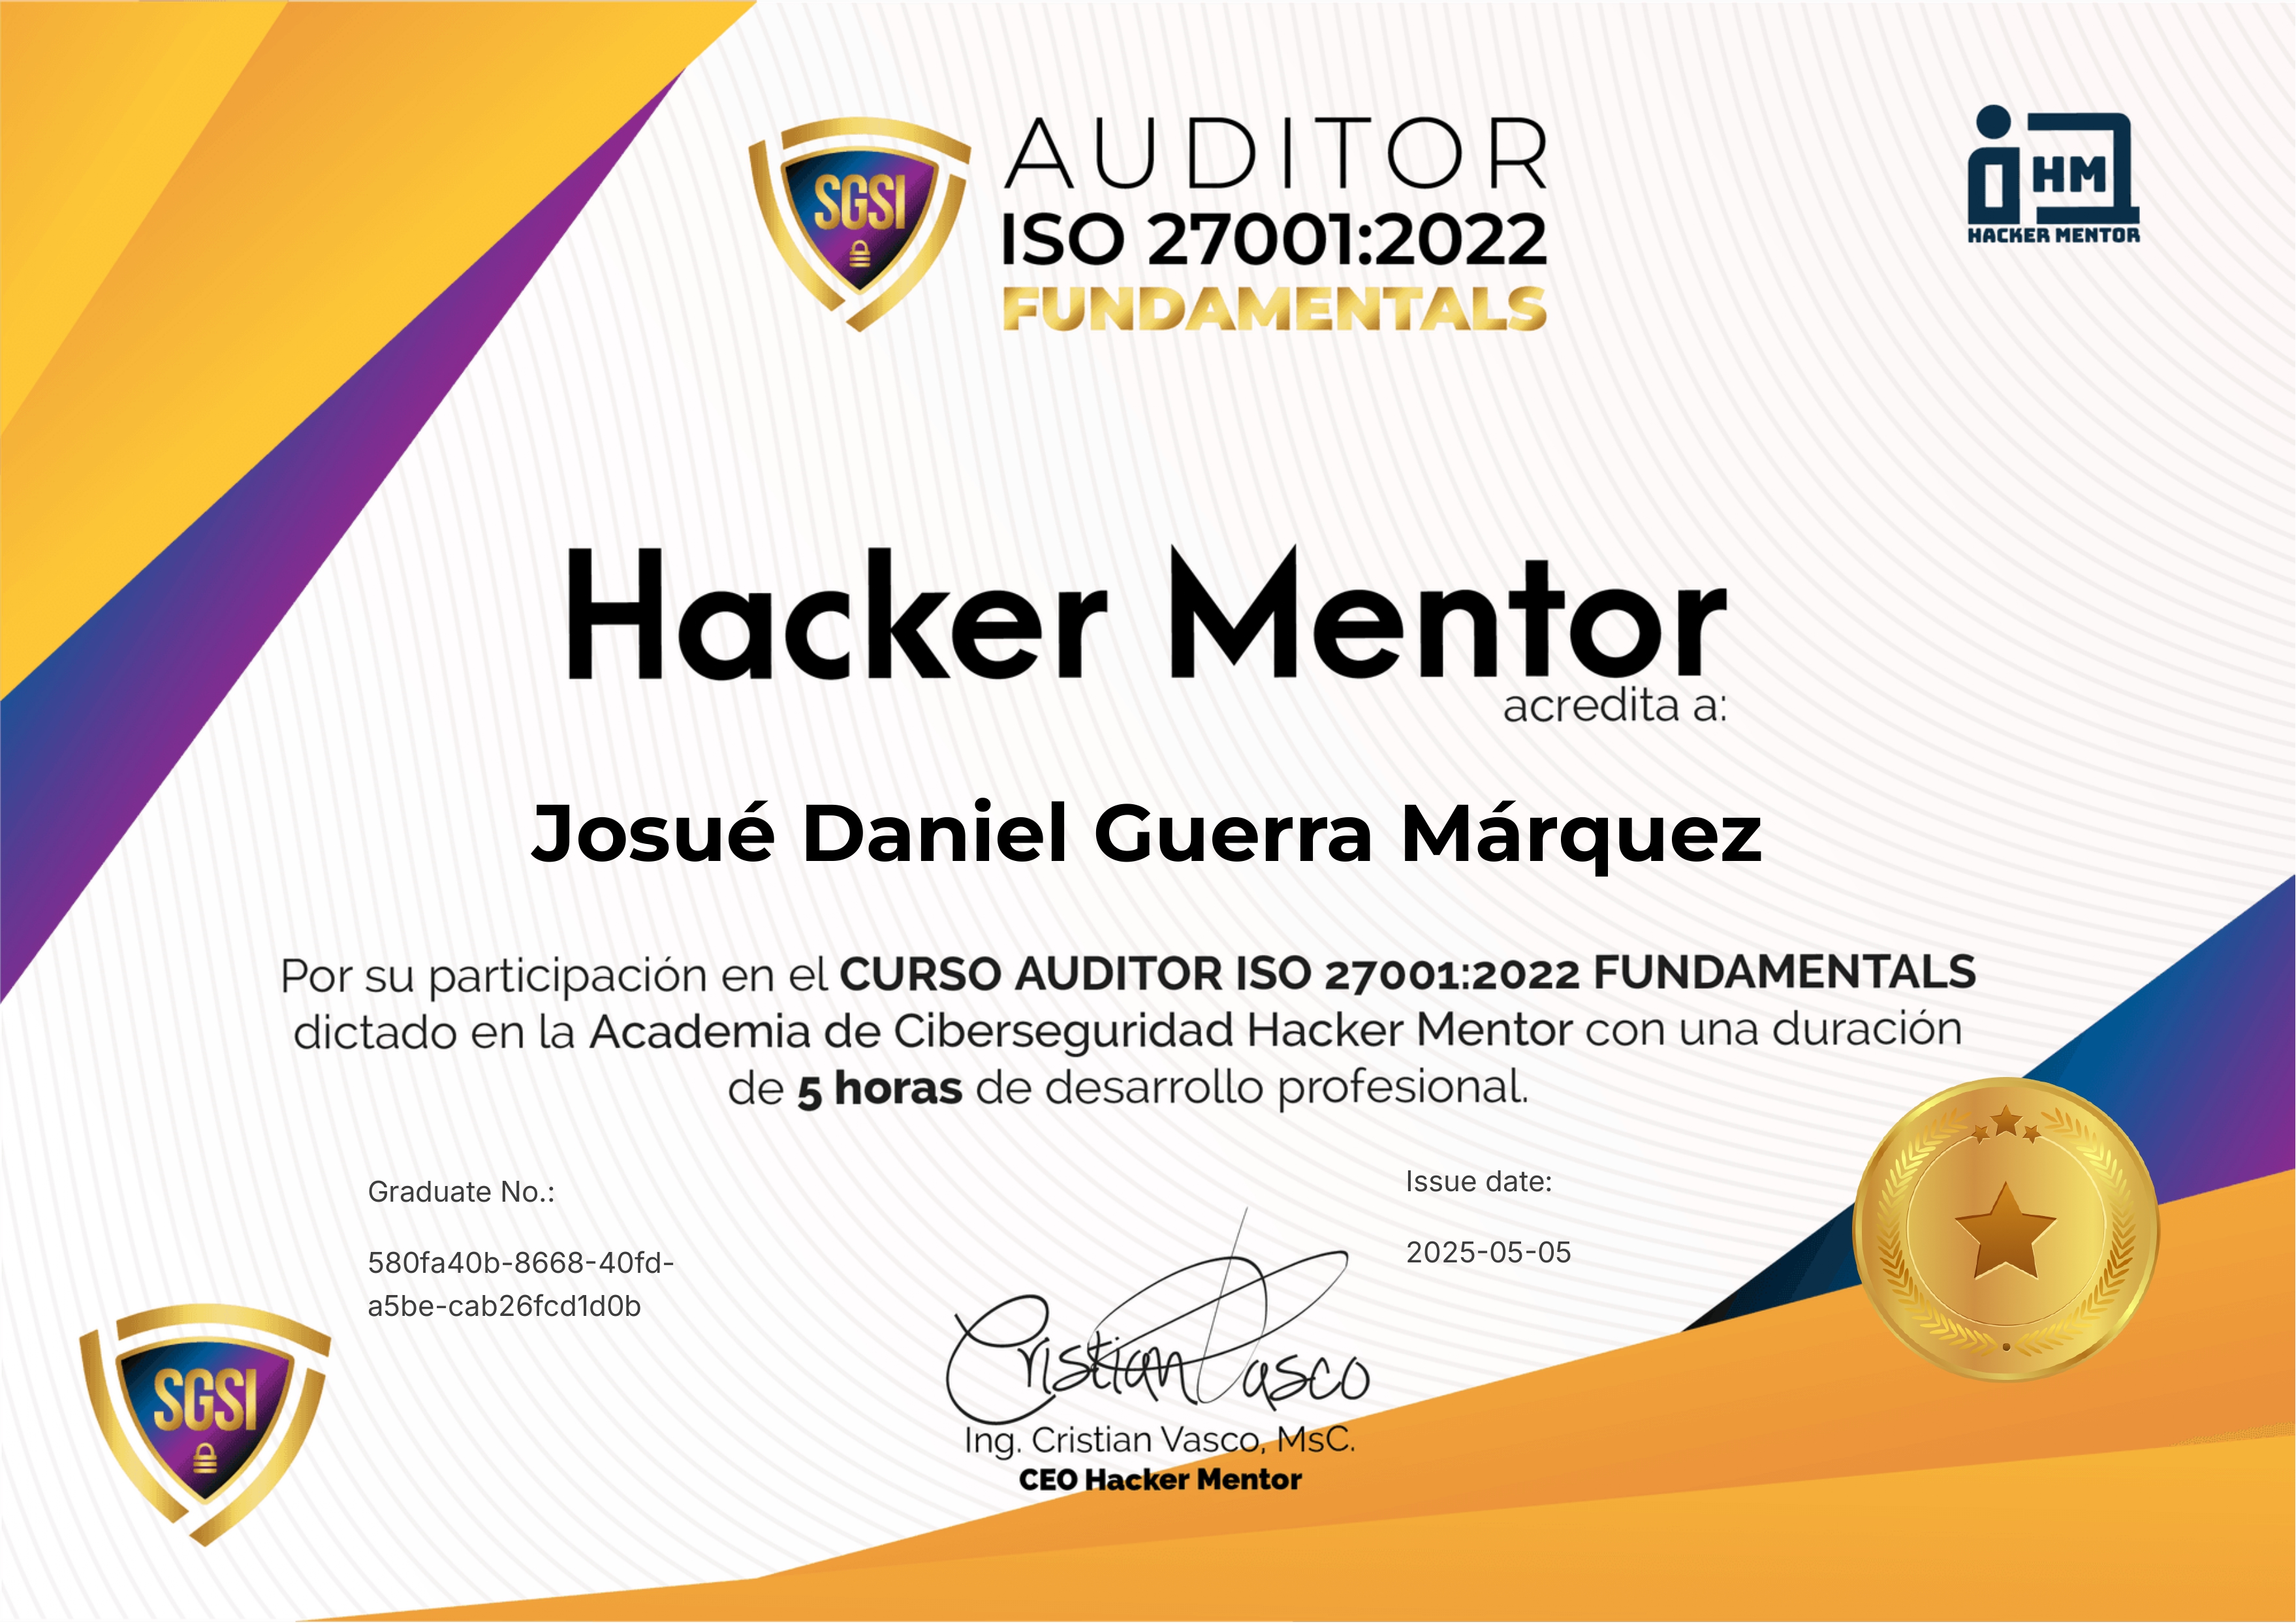 SGSI
AUDITOR
ISO 27001:2022
FUNDAMENTALS
HM
HACKER MENTOR
Hacker Mentor
acredita a:
Josué Daniel Guerra Márquez
Por su participación en el CURSO AUDITOR ISO 27001:2022 FUNDAMENTALS
dictado en la Academia de Ciberseguridad Hacker Mentor con una duración
de 5 horas de desarrollo profesional.
Graduate No.:
580fa40b-8668-40fd-
a5be-cab26fcd1d0b
Issue date:
2025-05-05
Cristian Vasco
Ing. Cristian Vasco, MsC.
CEO Hacker Mentor
SGSI